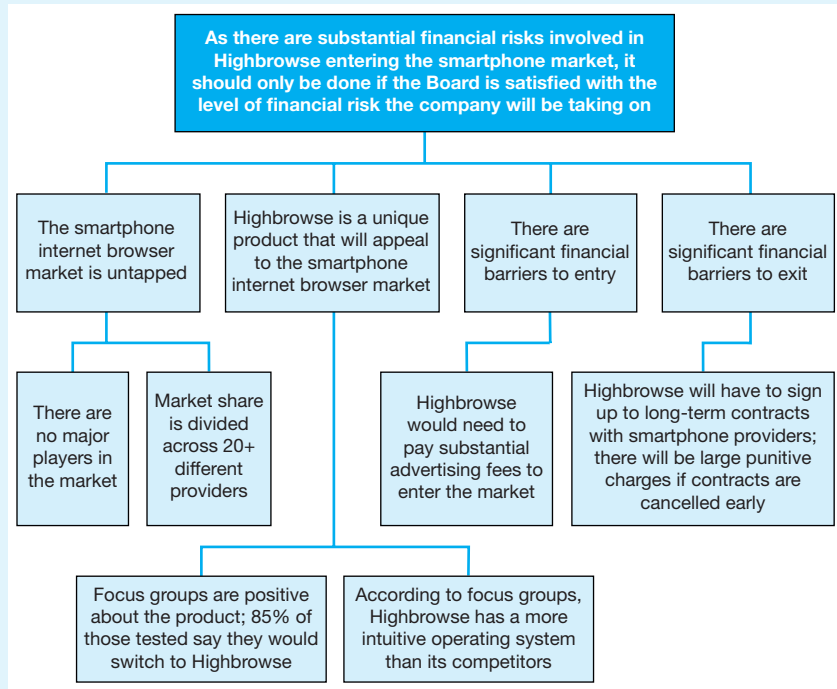 As there are substantial financial risks involved in
Highbrowse entering the smartphone market, it
should only be done if the Board is satisfied with the
level of financial risk the company will be taking on
The smartphone
internet browser
market is untapped
Highbrowse is a unique
product that will appeal
to the smartphone
internet browser market
There are
significant financial
barriers to entry
There are
significant financial
barriers to exit
There are
no major
players in
the market
Market share
is divided
across 20+
different
providers
Highbrowse
would need to
pay substantial
advertising fees to
enter the market
Highbrowse will have to sign
up to long-term contracts
with smartphone providers;
there will be large punitive
charges if contracts are
cancelled early
Focus groups are positive
about the product; 85% of
those tested say they would
switch to Highbrowse
According to focus groups,
Highbrowse has a more
intuitive operating system
than its competitors